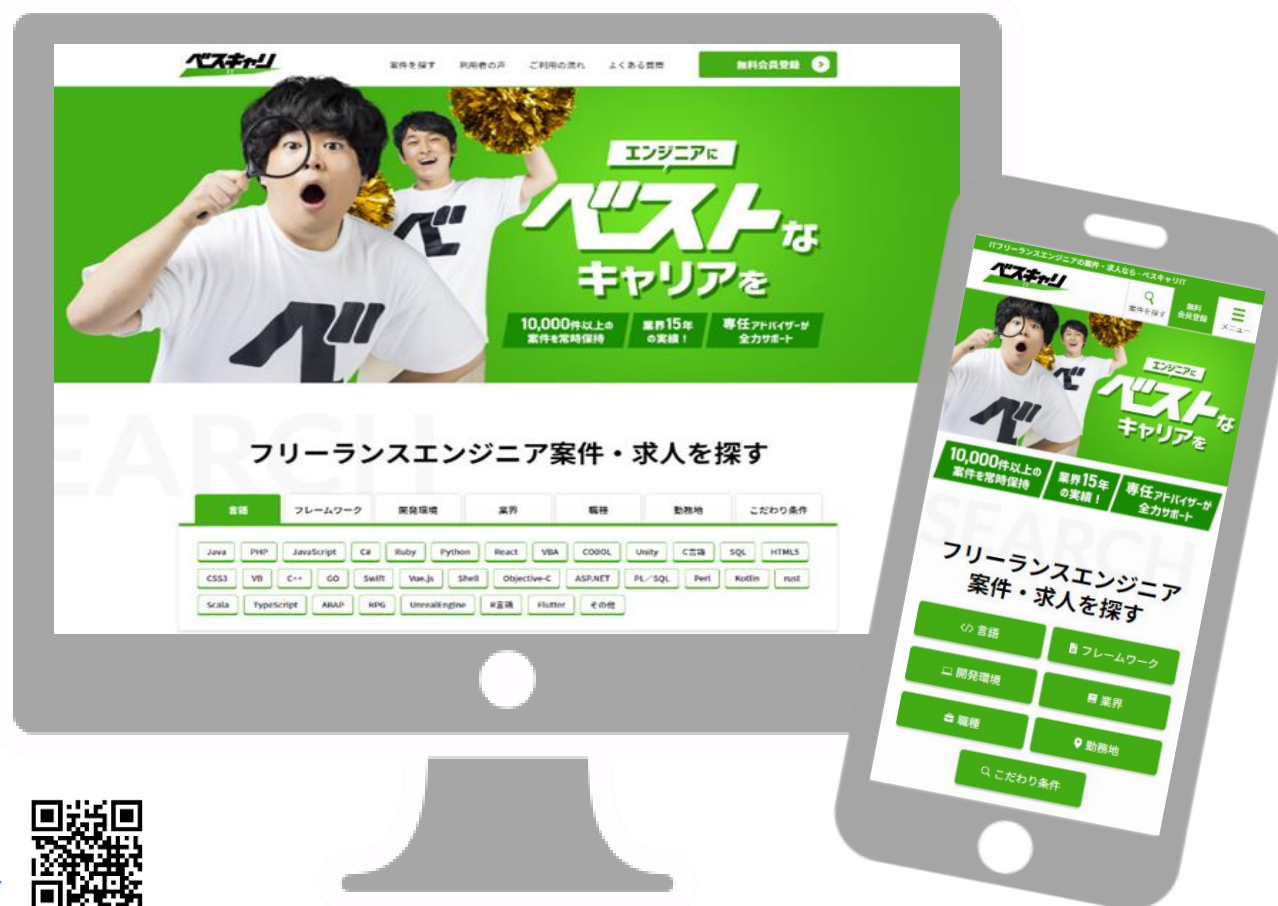 ベスキャリ
IT
案件を探す 利用者の声 ご利用の流れ よくある質問 無料会員登録
エンジニアに
ベストな
キャリアを
10,000件以上の
案件を常時保持
業界15年
の実績！
専任アドバイザーが
全力サポート
べ
べ
SEARCH
フリーランスエンジニア案件・求人を探す
言語 フレームワーク 開発環境 業界 職種 勤務地 こだわり条件
Java PHP JavaScript C# Ruby Python React VBA COBOL Unity C言語 SQL HTML5
CSS3 VB C++ GO Swift Vue.js Shell Objective-C ASP.NET PL／SQL Perl Kotlin rust
Scala TypeScript ABAP RPG UnrealEngine R言語 Flutter その他
ITフリーランスエンジニアの案件・求人なら - ベスキャリIT
ベスキャリ
IT
案件を探す
無料
会員登録
メニュー
エンジニアに
ベストな
キャリアを
べ
べ
10,000件以上の
案件を常時保持
業界15年
の実績！
専任アドバイザーが
全力サポート
SEARCH
フリーランスエンジニア
案件・求人を探す
言語 フレームワーク
開発環境 業界
職種 勤務地
こだわり条件